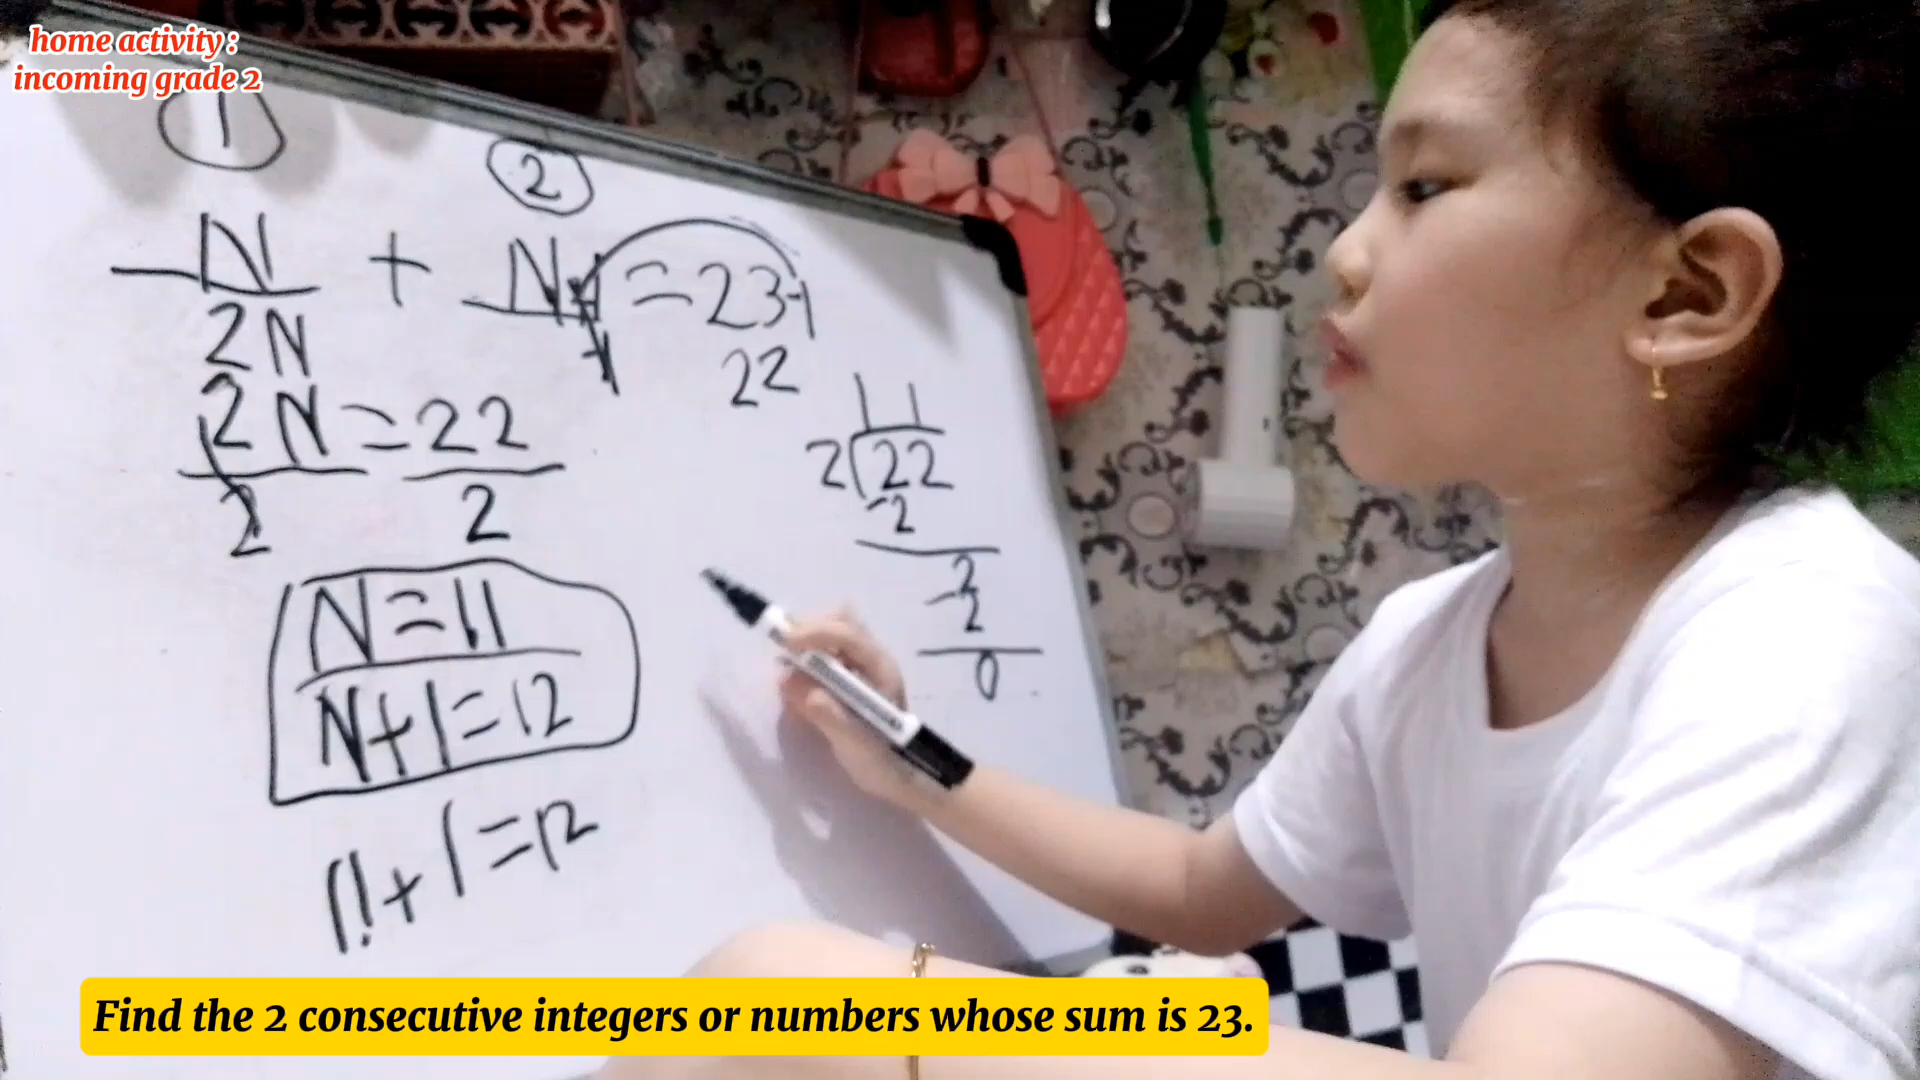 home activity :
incoming grade 2
1
2
N + N+1 = 23-1
2N 22
2N = 22
2 2
11
2 22
-2
2
-2
0
N = 11
N+1=12
11+1=12
Find the 2 consecutive integers or numbers whose sum is 23.